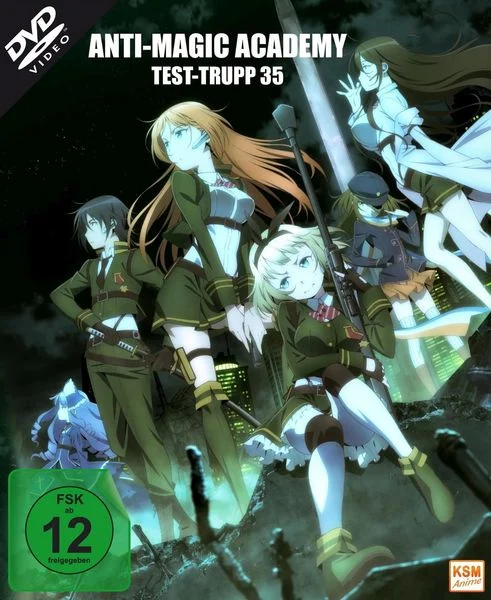 DVD
VIDEO
ANTI-MAGIC ACADEMY
TEST-TRUPP 35
FSK
ab
12
freigegeben
KSM
Anime